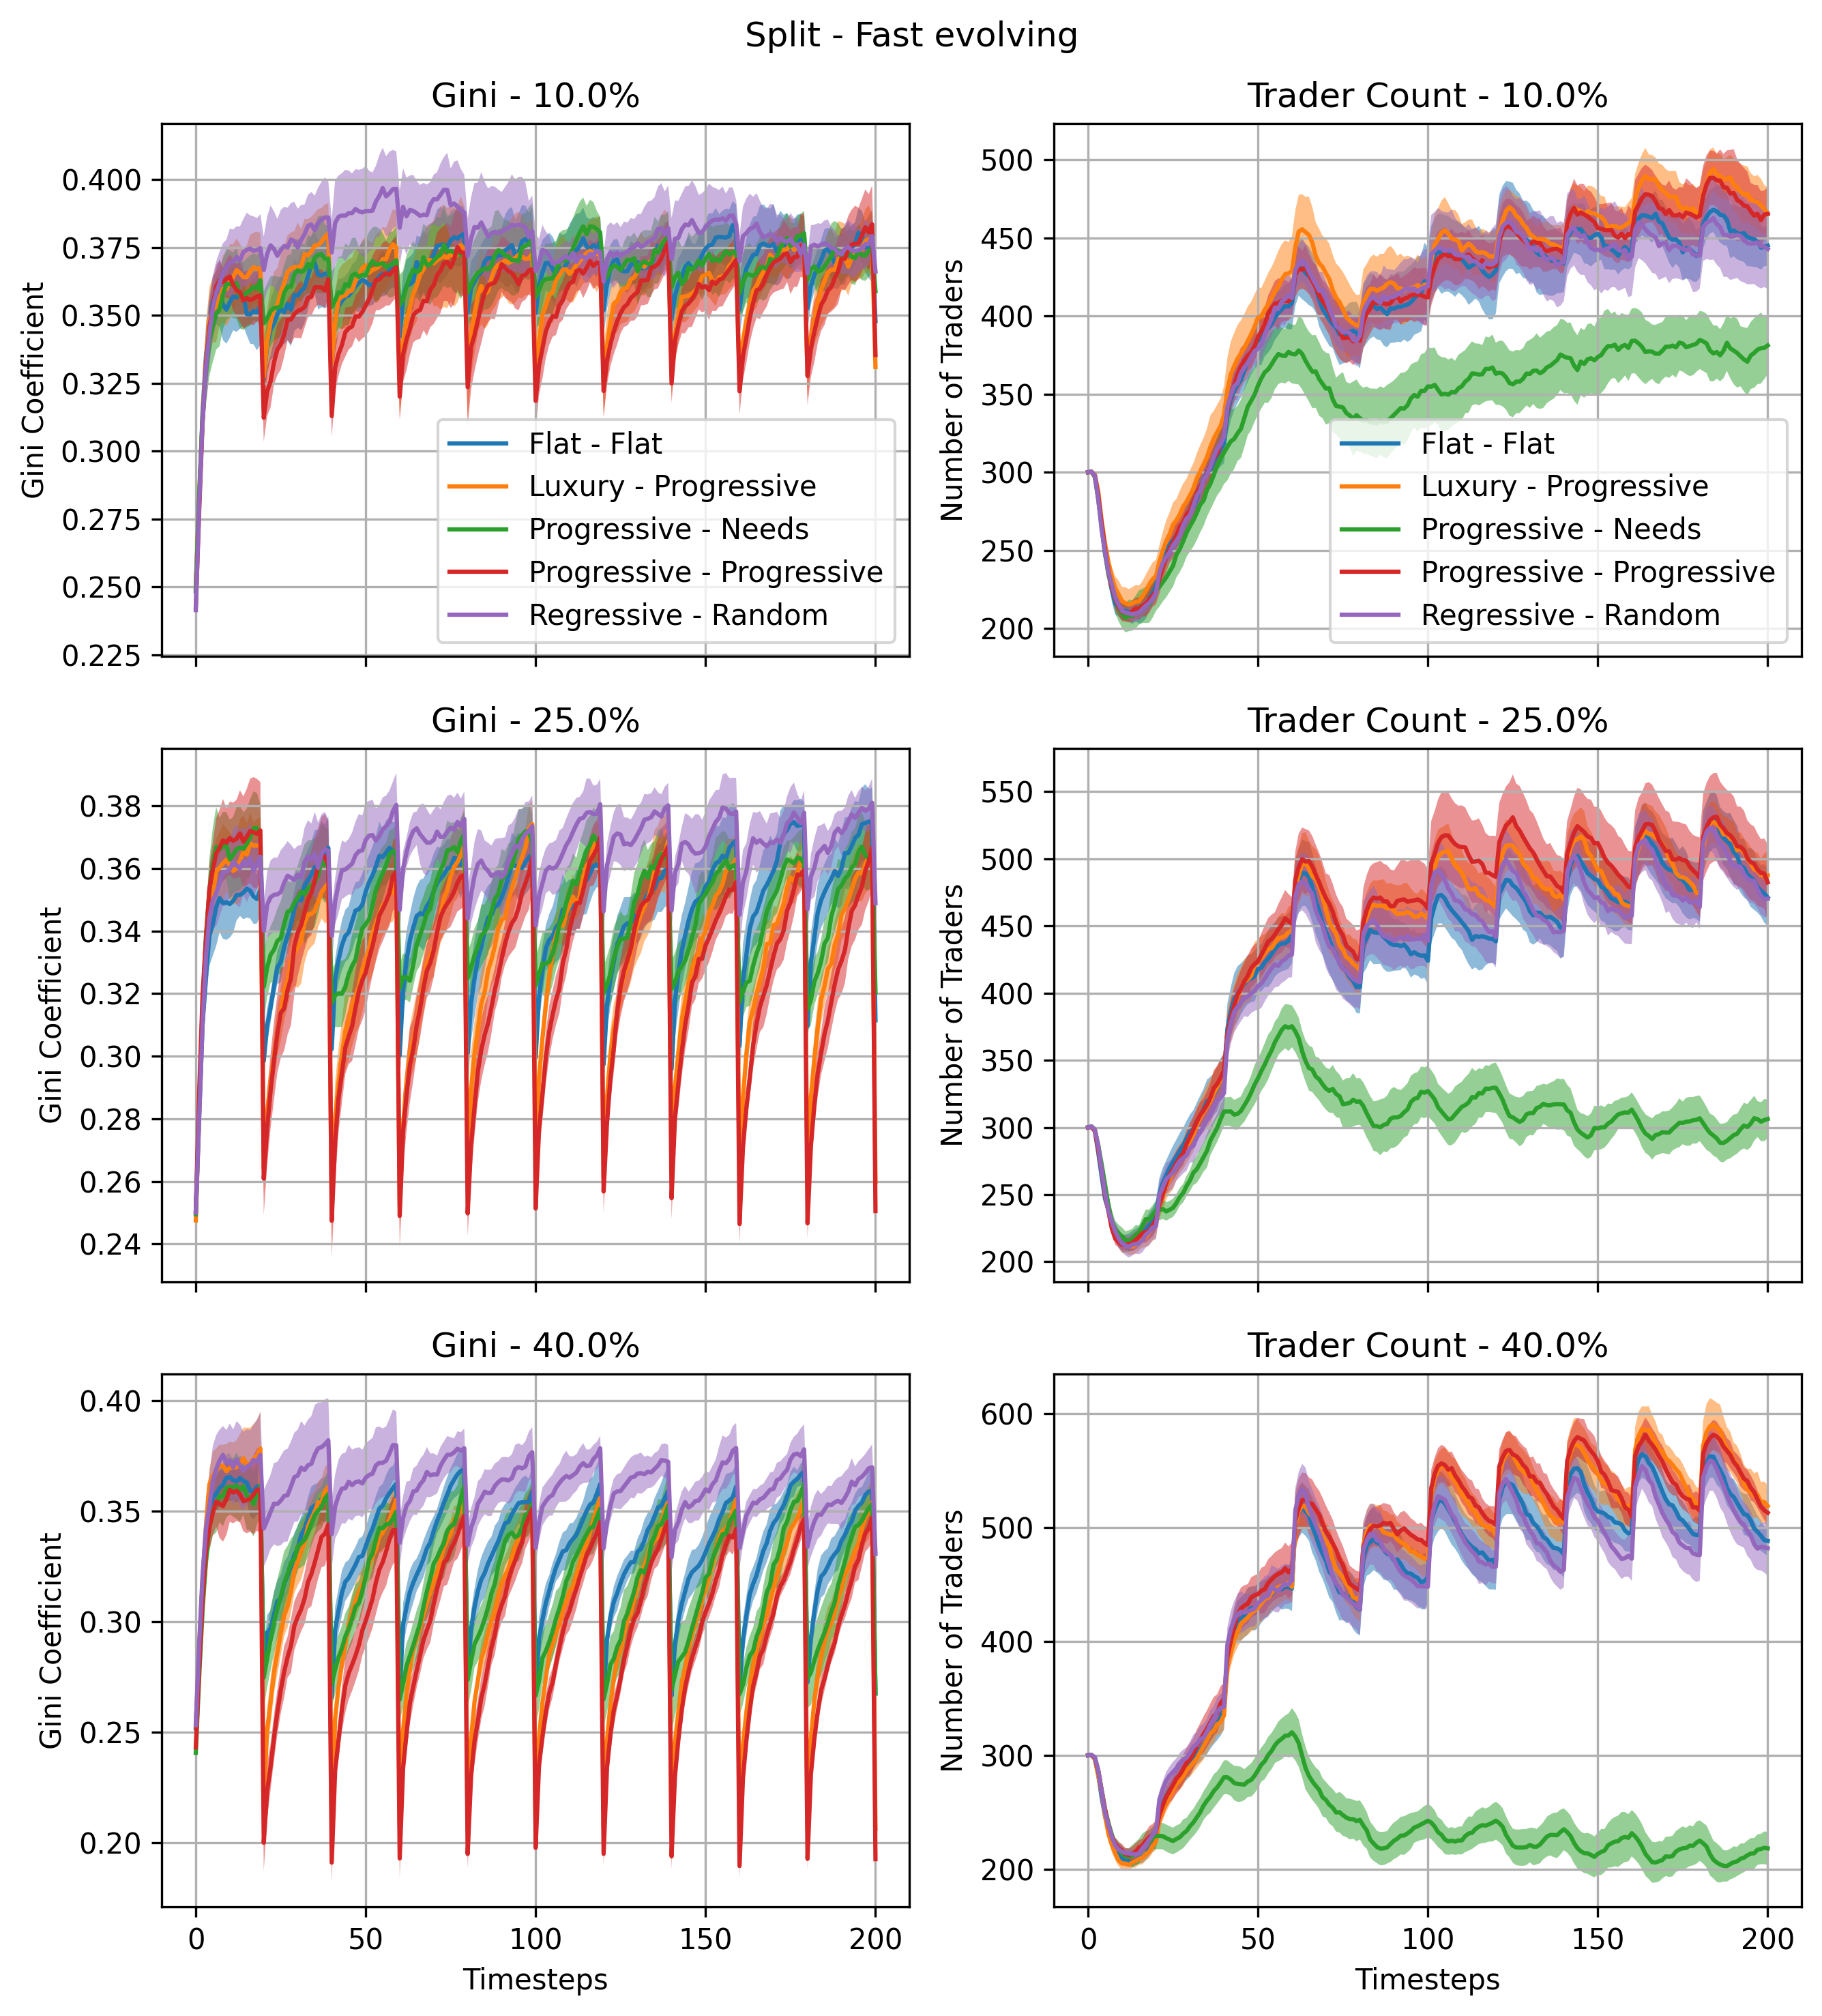 Split - Fast evolving
Gini - 10.0%
Trader Count - 10.0%
0.400
0.375
0.350
0.325
0.300
0.275
0.250
0.225
Gini Coefficient
Flat - Flat
Luxury - Progressive
Progressive - Needs
Progressive - Progressive
Regressive - Random
500
450
400
350
300
250
200
Number of Traders
Flat - Flat
Luxury - Progressive
Progressive - Needs
Progressive - Progressive
Regressive - Random
Gini - 25.0%
Trader Count - 25.0%
0.38
0.36
0.34
0.32
0.30
0.28
0.26
0.24
Gini Coefficient
550
500
450
400
350
300
250
200
Number of Traders
Gini - 40.0%
Trader Count - 40.0%
0.40
0.35
0.30
0.25
0.20
Gini Coefficient
0 50 100 150 200
Timesteps
600
500
400
300
200
Number of Traders
0 50 100 150 200
Timesteps